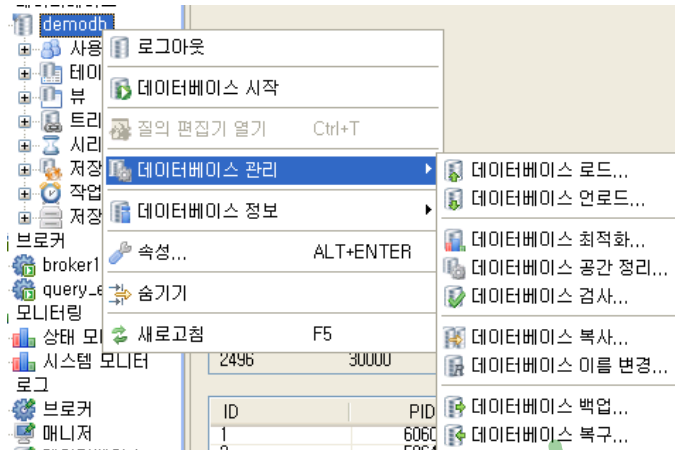 demodb
사용
테이
뷰
트리
시리
저장
작업
저장
브로커
broker1
query_e
모니터링
상태 모니
시스템 모니터
로그
브로커
매니저
로그아웃
데이터베이스 시작
질의 편집기 열기 Ctrl+T
데이터베이스 관리
데이터베이스 정보
속성... ALT+ENTER
숨기기
새로고침 F5
데이터베이스 로드...
데이터베이스 언로드...
데이터베이스 최적화...
데이터베이스 공간 정리...
데이터베이스 검사...
데이터베이스 복사...
데이터베이스 이름 변경...
데이터베이스 백업...
데이터베이스 복구...
2496 30000
ID PID
1 6060